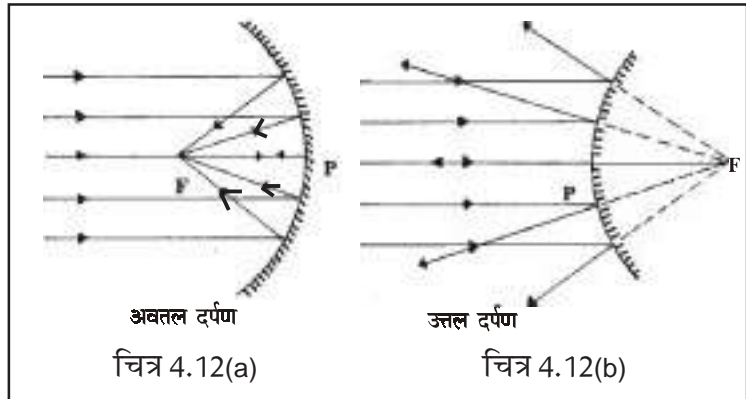 F
P
F
P
अवतल दर्पण
उत्तल दर्पण
चित्र 4.12(a)
चित्र 4.12(b)